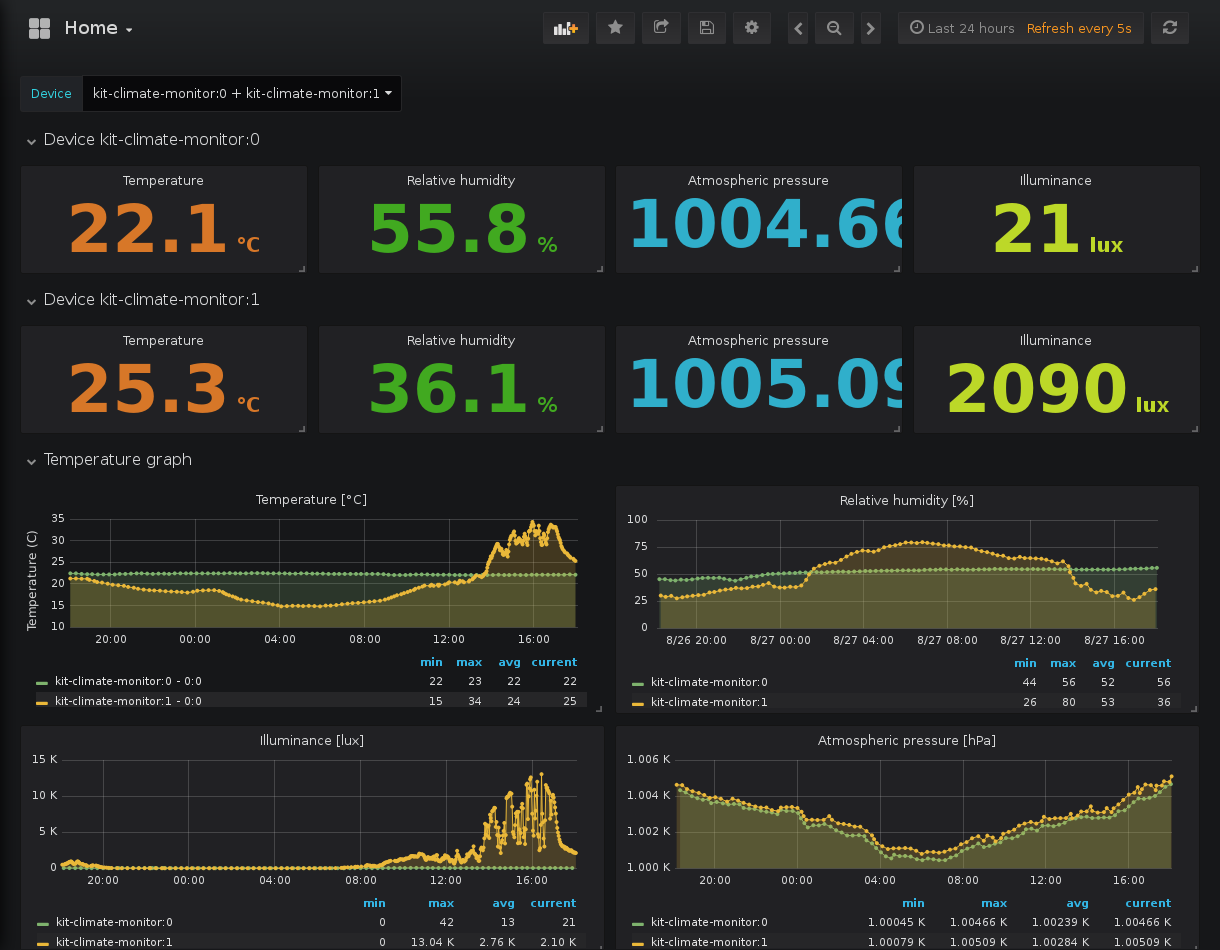 Home
Last 24 hours Refresh every 5s
Device kit-climate-monitor:0 + kit-climate-monitor:1
Device kit-climate-monitor:0
Temperature Relative humidity Atmospheric pressure Illuminance
22.1 °C 55.8 % 1004.66 21 lux
Device kit-climate-monitor:1
Temperature Relative humidity Atmospheric pressure Illuminance
25.3 °C 36.1 % 1005.09 2090 lux
Temperature graph
Temperature [°C]
Temperature (C)
35
30
25
20
15
10
20:00 00:00 04:00 08:00 12:00 16:00
min max avg current
kit-climate-monitor:0 - 0:0 22 23 22 22
kit-climate-monitor:1 - 0:0 15 34 24 25
Relative humidity [%]
100
75
50
25
0
8/26 20:00 8/27 00:00 8/27 04:00 8/27 08:00 8/27 12:00 8/27 16:00
min max avg current
kit-climate-monitor:0 44 56 52 56
kit-climate-monitor:1 26 80 53 36
Illuminance [lux]
15 K
10 K
5 K
0
20:00 00:00 04:00 08:00 12:00 16:00
min max avg current
kit-climate-monitor:0 0 42 13 21
kit-climate-monitor:1 0 13.04 K 2.76 K 2.10 K
Atmospheric pressure [hPa]
1.006 K
1.004 K
1.002 K
1.000 K
20:00 00:00 04:00 08:00 12:00 16:00
min max avg current
kit-climate-monitor:0 1.00045 K 1.00466 K 1.00239 K 1.00466 K
kit-climate-monitor:1 1.00079 K 1.00509 K 1.00284 K 1.00509 K